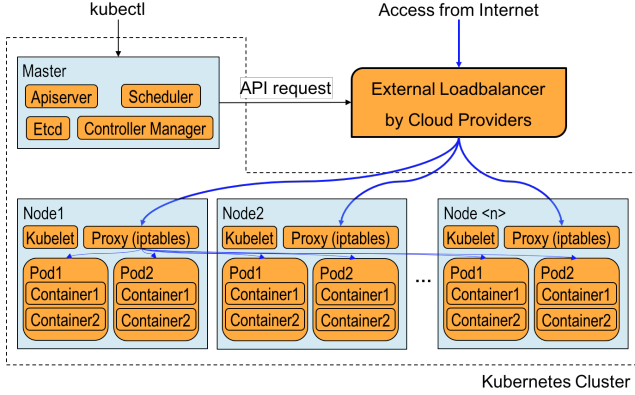 kubectl
Access from Internet
Master
Apiserver
Scheduler
Etcd
Controller Manager
API request
External Loadbalancer
by Cloud Providers
Node1
Kubelet
Proxy (iptables)
Pod1
Container1
Container2
Pod2
Container1
Container2
Node2
Kubelet
Proxy (iptables)
Pod1
Container1
Container2
Pod2
Container1
Container2
...
Node <n>
Kubelet
Proxy (iptables)
Pod1
Container1
Container2
Pod2
Container1
Container2
Kubernetes Cluster